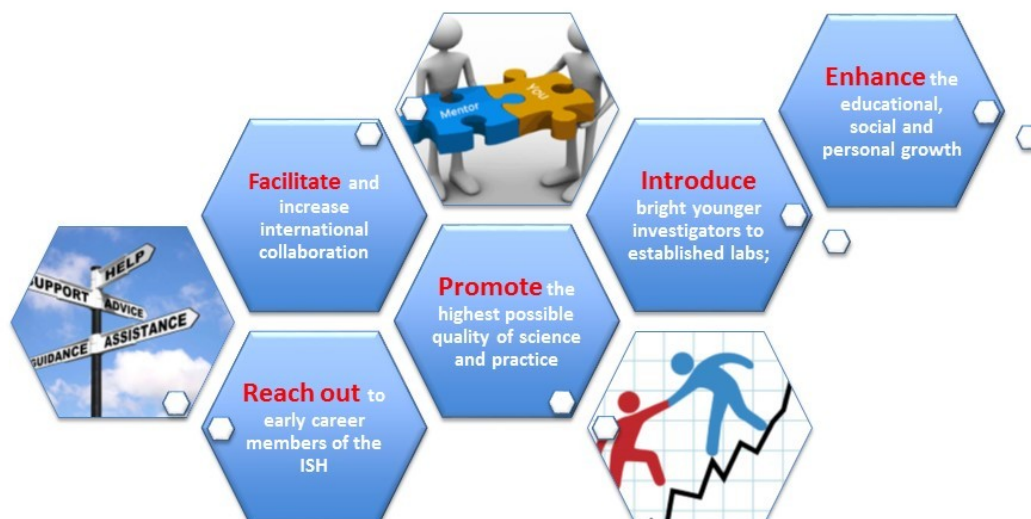 HELP
SUPPORT
ADVICE
ASSISTANCE
GUIDANCE
Reach out to
early career
members of the
ISH
Facilitate and
increase
international
collaboration
Mentor
You
Promote the
highest possible
quality of science
and practice
Introduce
bright younger
investigators to
established labs;
Enhance the
educational,
social and
personal growth